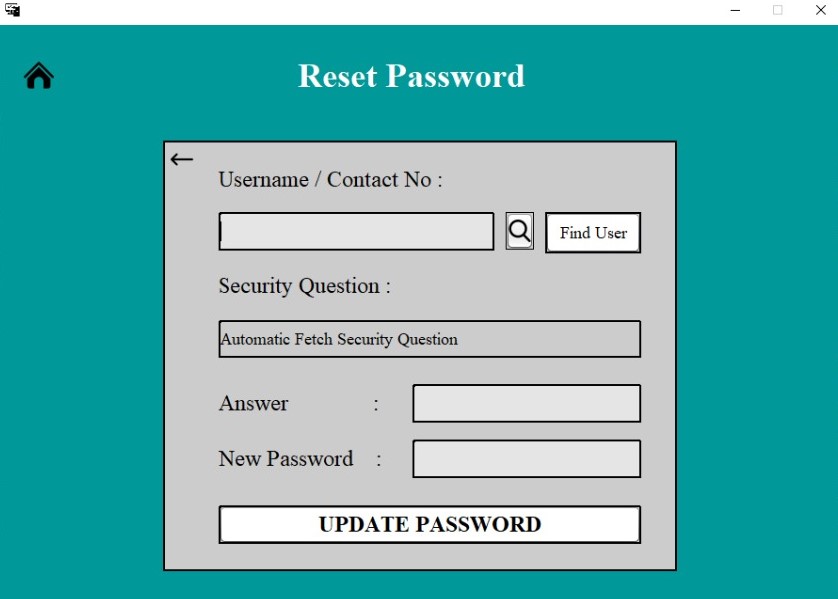 Reset Password
Username / Contact No :
Find User
Security Question :
Automatic Fetch Security Question
Answer :
New Password :
UPDATE PASSWORD